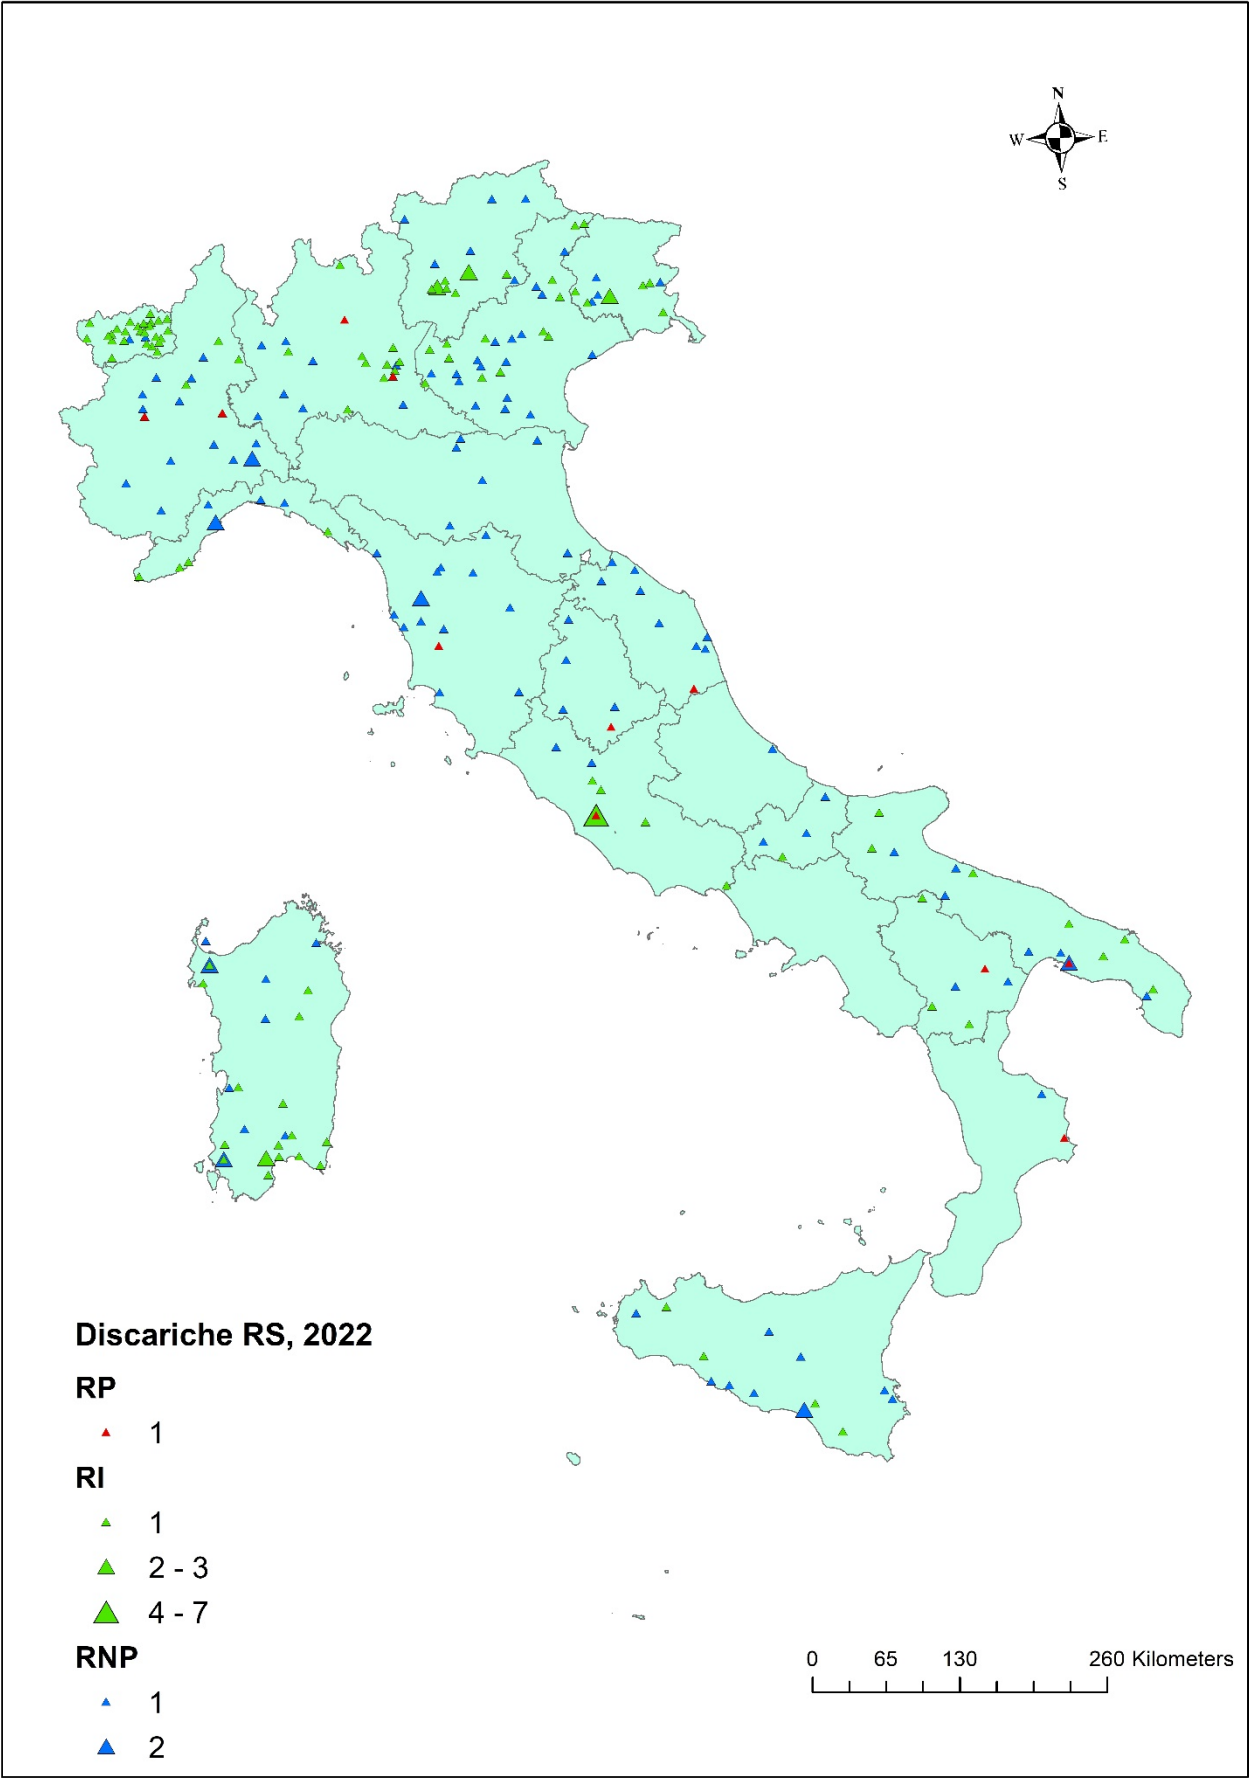 N
W E
S
Discariche RS, 2022
RP
1
RI
1
2 - 3
4 - 7
RNP
1
2
0 65 130 260 Kilometers